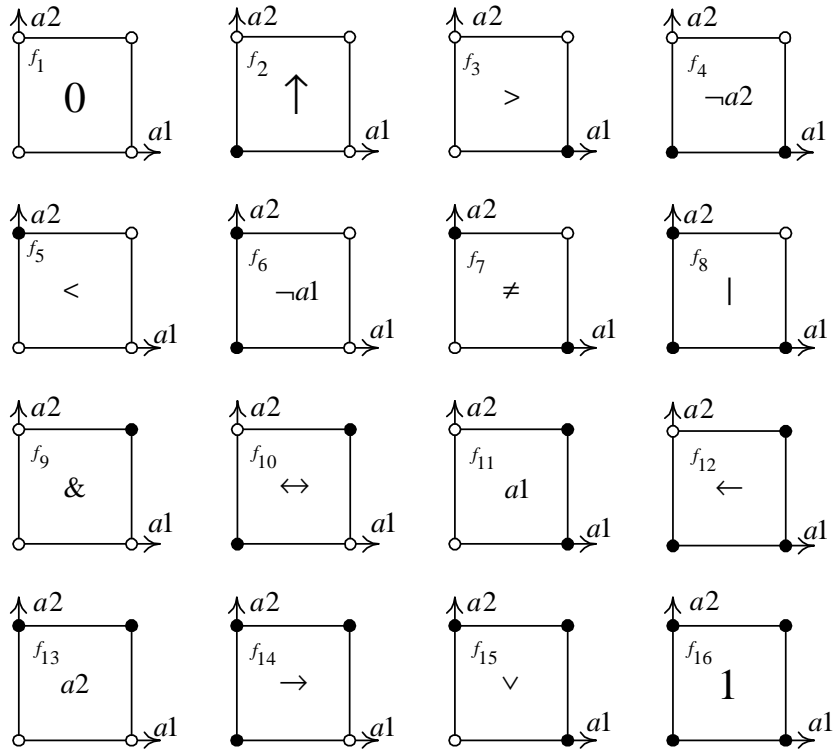 a2 a2 a2 a2
f1 f2 f3 f4
0 ↑ > ¬a2
a1 a1 a1 a1
a2 a2 a2 a2
f5 f6 f7 f8
< ¬a1 ≠ |
a1 a1 a1 a1
a2 a2 a2 a2
f9 f10 f11 f12
& ↔ a1 ←
a1 a1 a1 a1
a2 a2 a2 a2
f13 f14 f15 f16
a2 → ∨ 1
a1 a1 a1 a1